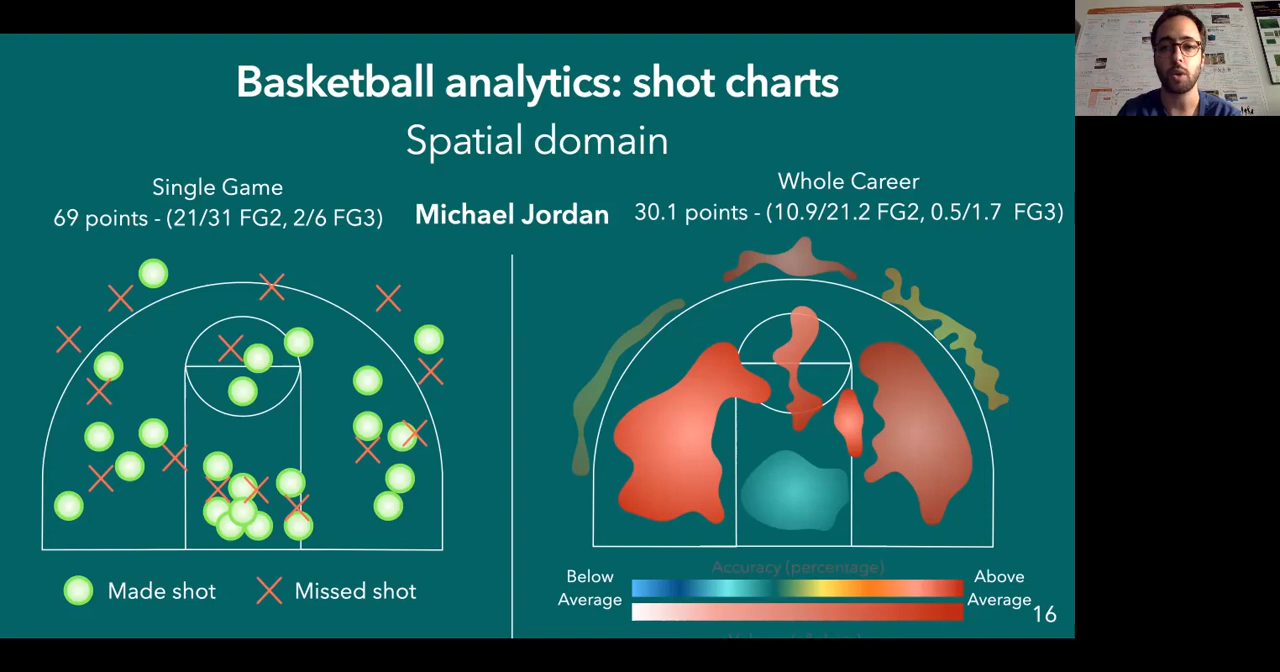 Basketball analytics: shot charts
Spatial domain
Single Game
69 points - (21/31 FG2, 2/6 FG3)
Michael Jordan
Whole Career
30.1 points - (10.9/21.2 FG2, 0.5/1.7 FG3)
Made shot
Missed shot
Accuracy (percentage)
Below
Average
Above
Average
16